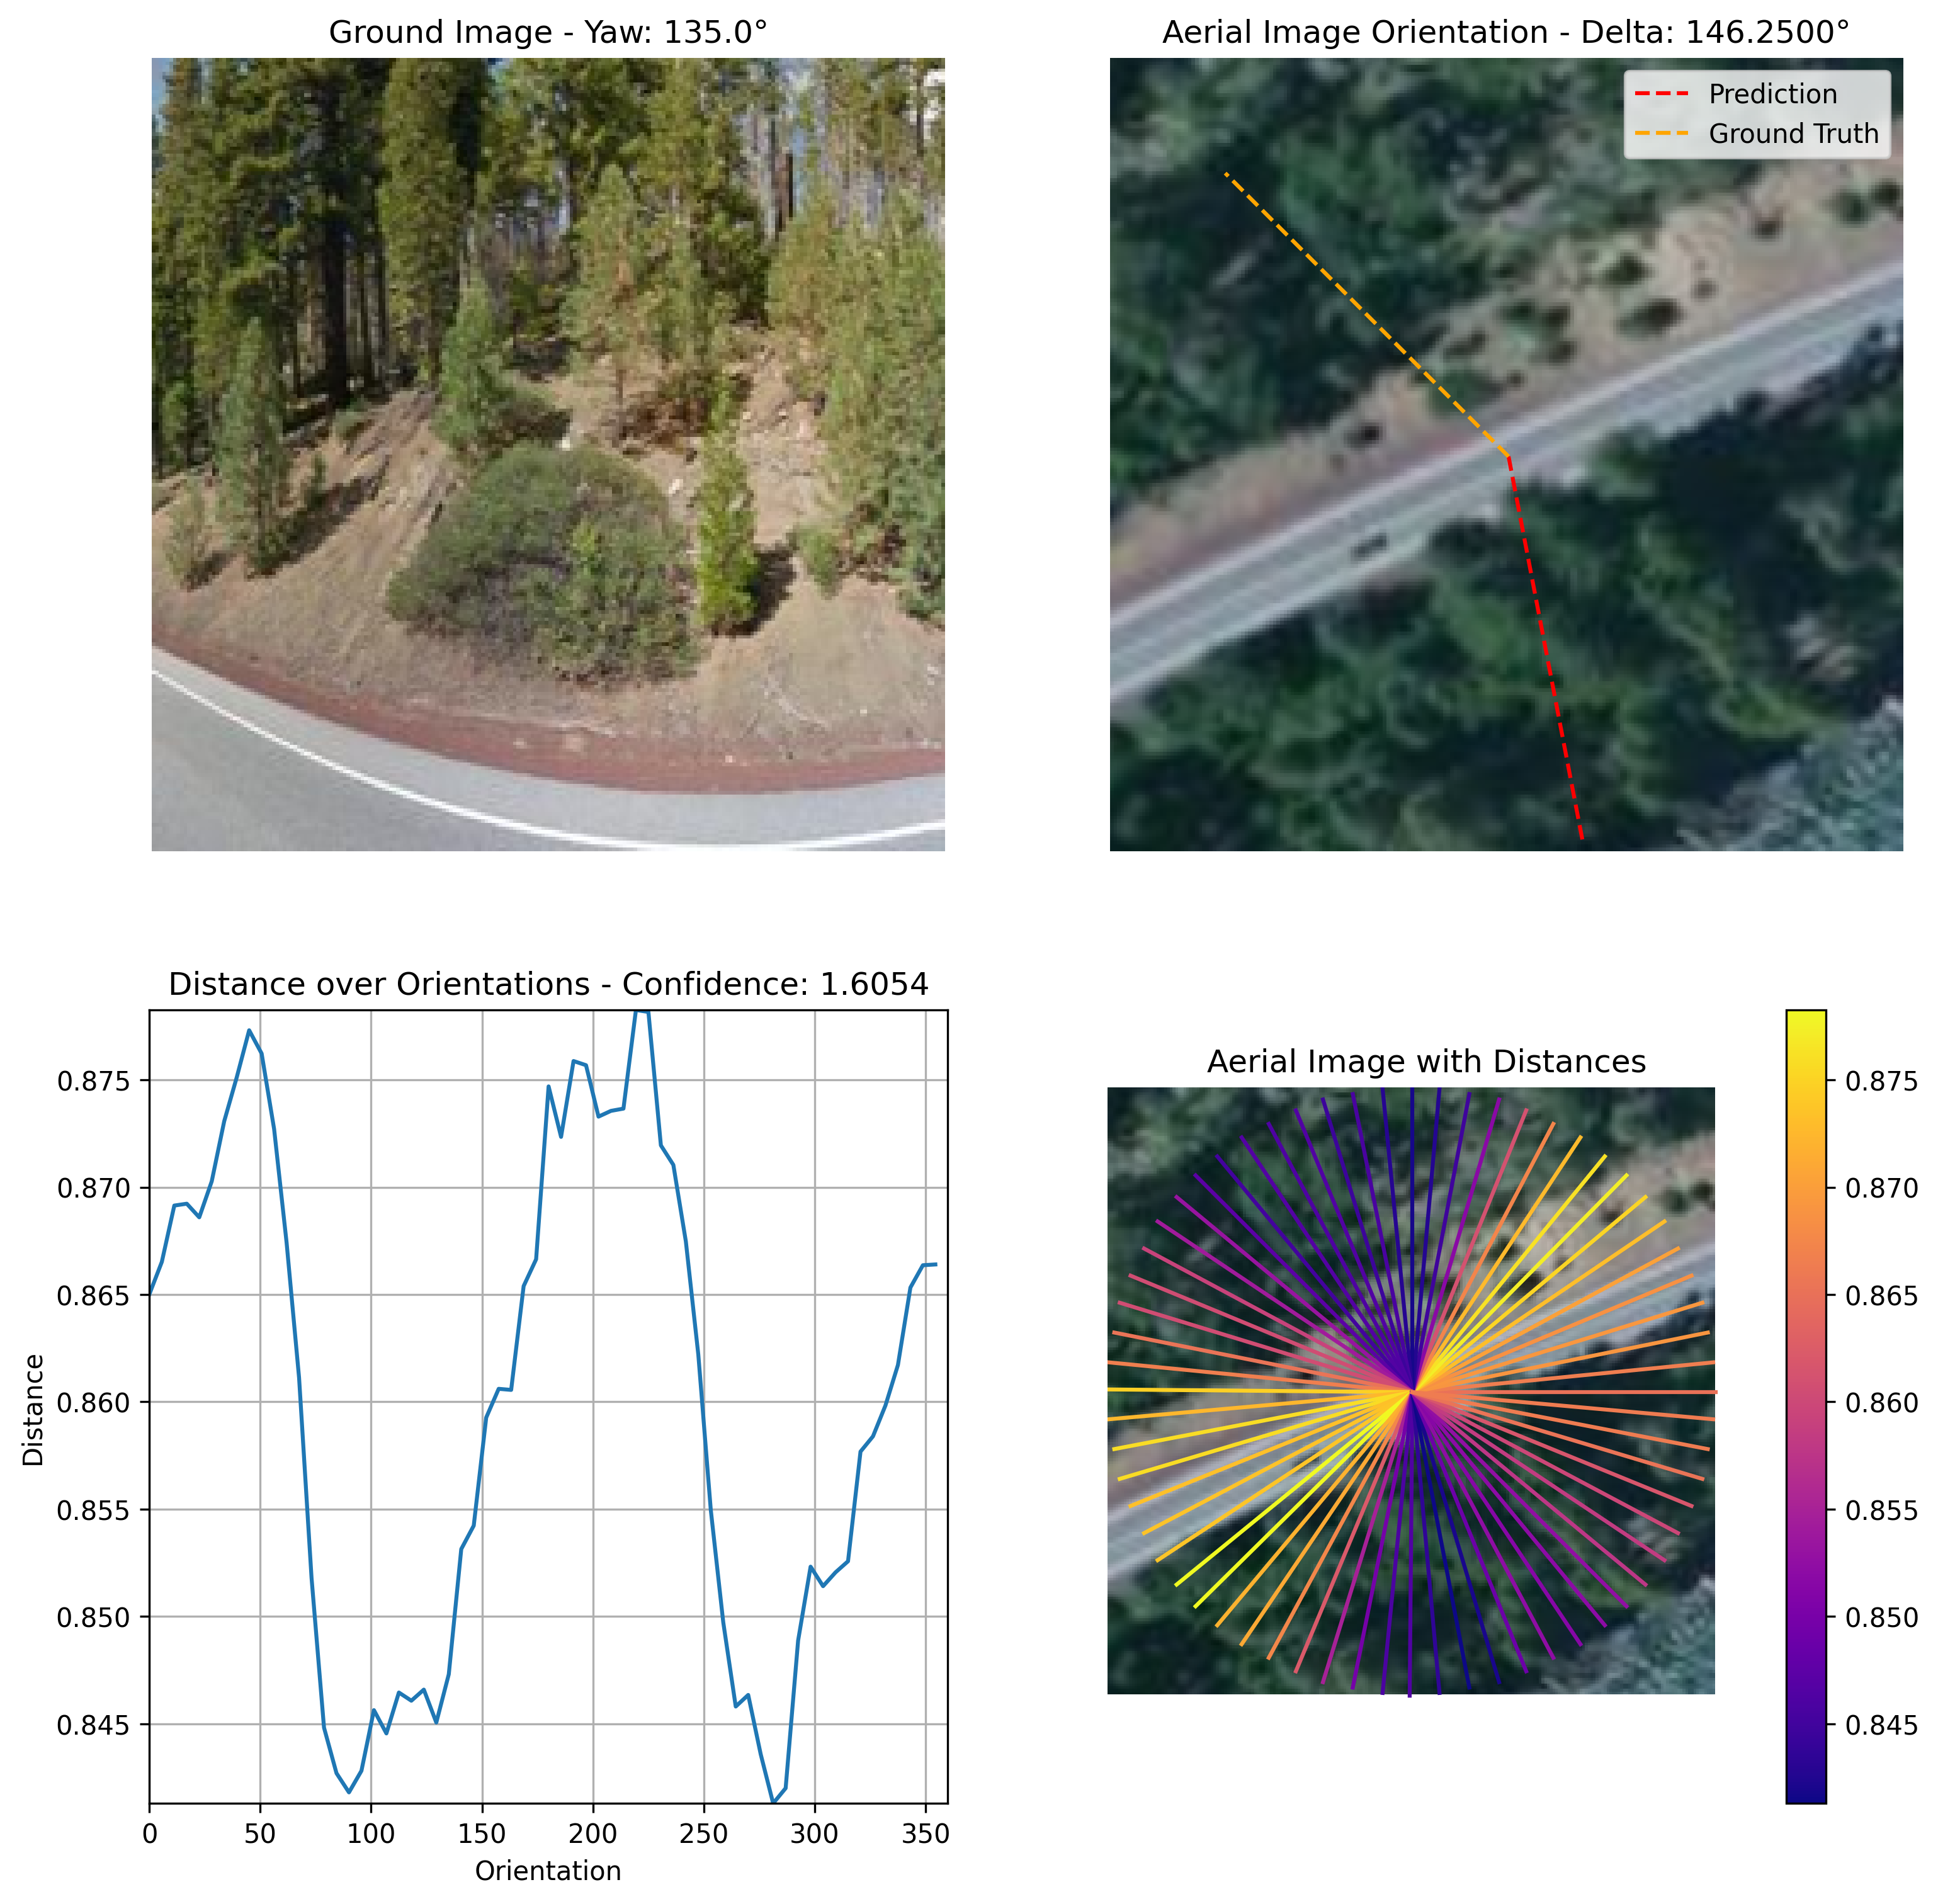 Ground Image - Yaw: 135.0°
Aerial Image Orientation - Delta: 146.2500°
Prediction
Ground Truth
Distance over Orientations - Confidence: 1.6054
0.875
0.870
0.865
0.860
0.855
0.850
0.845
Distance
0
50
100
150
200
250
300
350
Orientation
Aerial Image with Distances
0.875
0.870
0.865
0.860
0.855
0.850
0.845